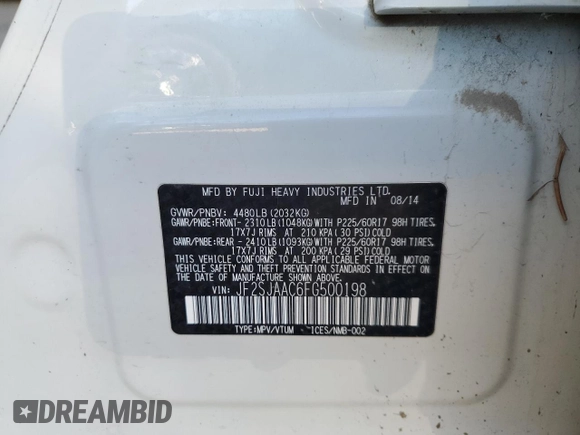 MFD BY FUJI HEAVY INDUSTRIES LTD.
MFD IN 08/14
GVWR/PNBV: 4480LB(2032KG)
GAWR/PNBE:FRONT- 2310LB(1048KG)WITH P225/60R17 98H TIRES,
17X7J RIMS AT 210 KPA(30 PSI)COLD
GAWR/PNBE:REAR - 2410LB(1093KG)WITH P225/60R17 98H TIRES,
17X7J RIMS AT 200 KPA(29 PSI)COLD
THIS VEHICLE CONFORMS TO ALL APPLICABLE FEDERAL MOTOR
VEHICLE SAFETY, BUMPER, AND THEFT PREVENTION STANDARDS
IN EFFECT ON THE DATE OF MANUFACTURE SHOWN ABOVE.
VIN: JF2SJAAC6FG500198
TYPE:MPV/VTUM ICES/NMB-002
DREAMBID